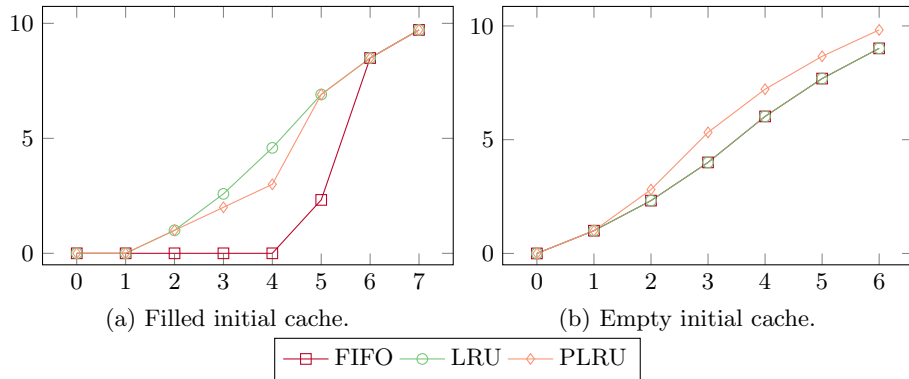 10
5
0
0 1 2 3 4 5 6 7
(a) Filled initial cache.
10
5
0
0 1 2 3 4 5 6
(b) Empty initial cache.
FIFO LRU PLRU